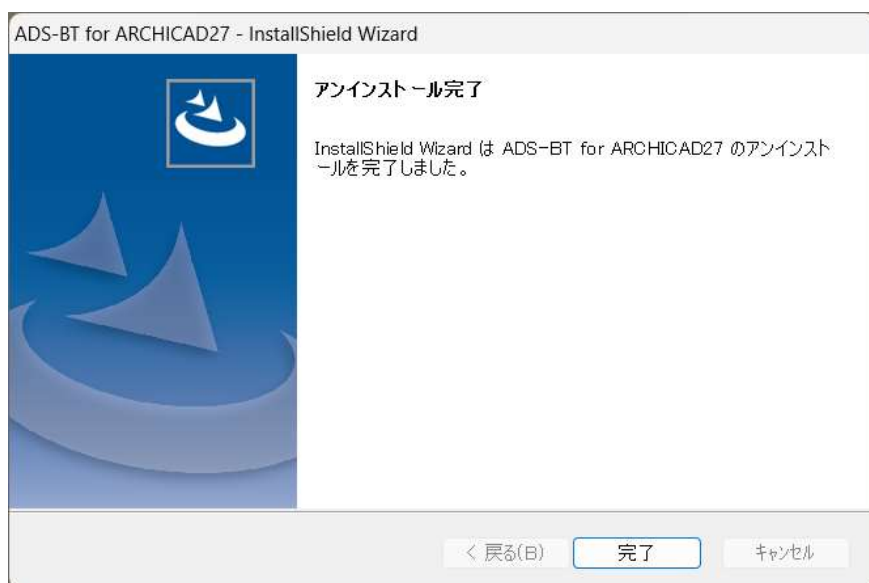 ADS-BT for ARCHICAD27 - InstallShield Wizard
アンインストール完了
InstallShield Wizard は ADS-BT for ARCHICAD27 のアンインスト
ールを完了しました。
< 戻る(B)
完了
キャンセル